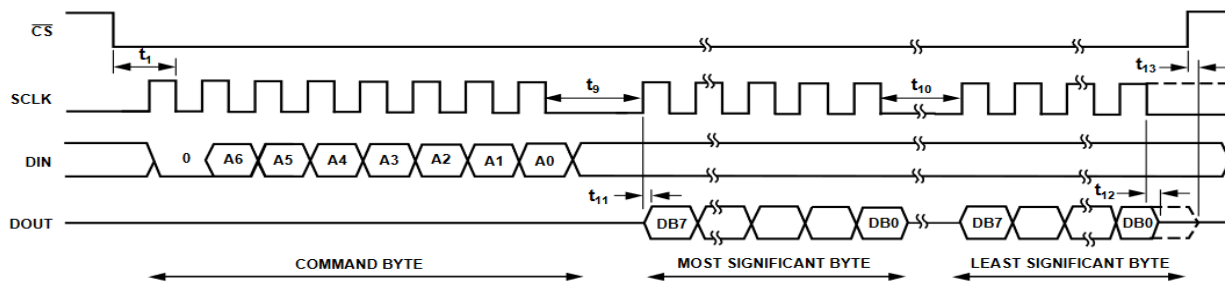 CS
t1
t13
SCLK
t9
t10
DIN
0 A6 A5 A4 A3 A2 A1 A0
t11
t12
DOUT
DB7 DB0 DB7 DB0
COMMAND BYTE MOST SIGNIFICANT BYTE LEAST SIGNIFICANT BYTE